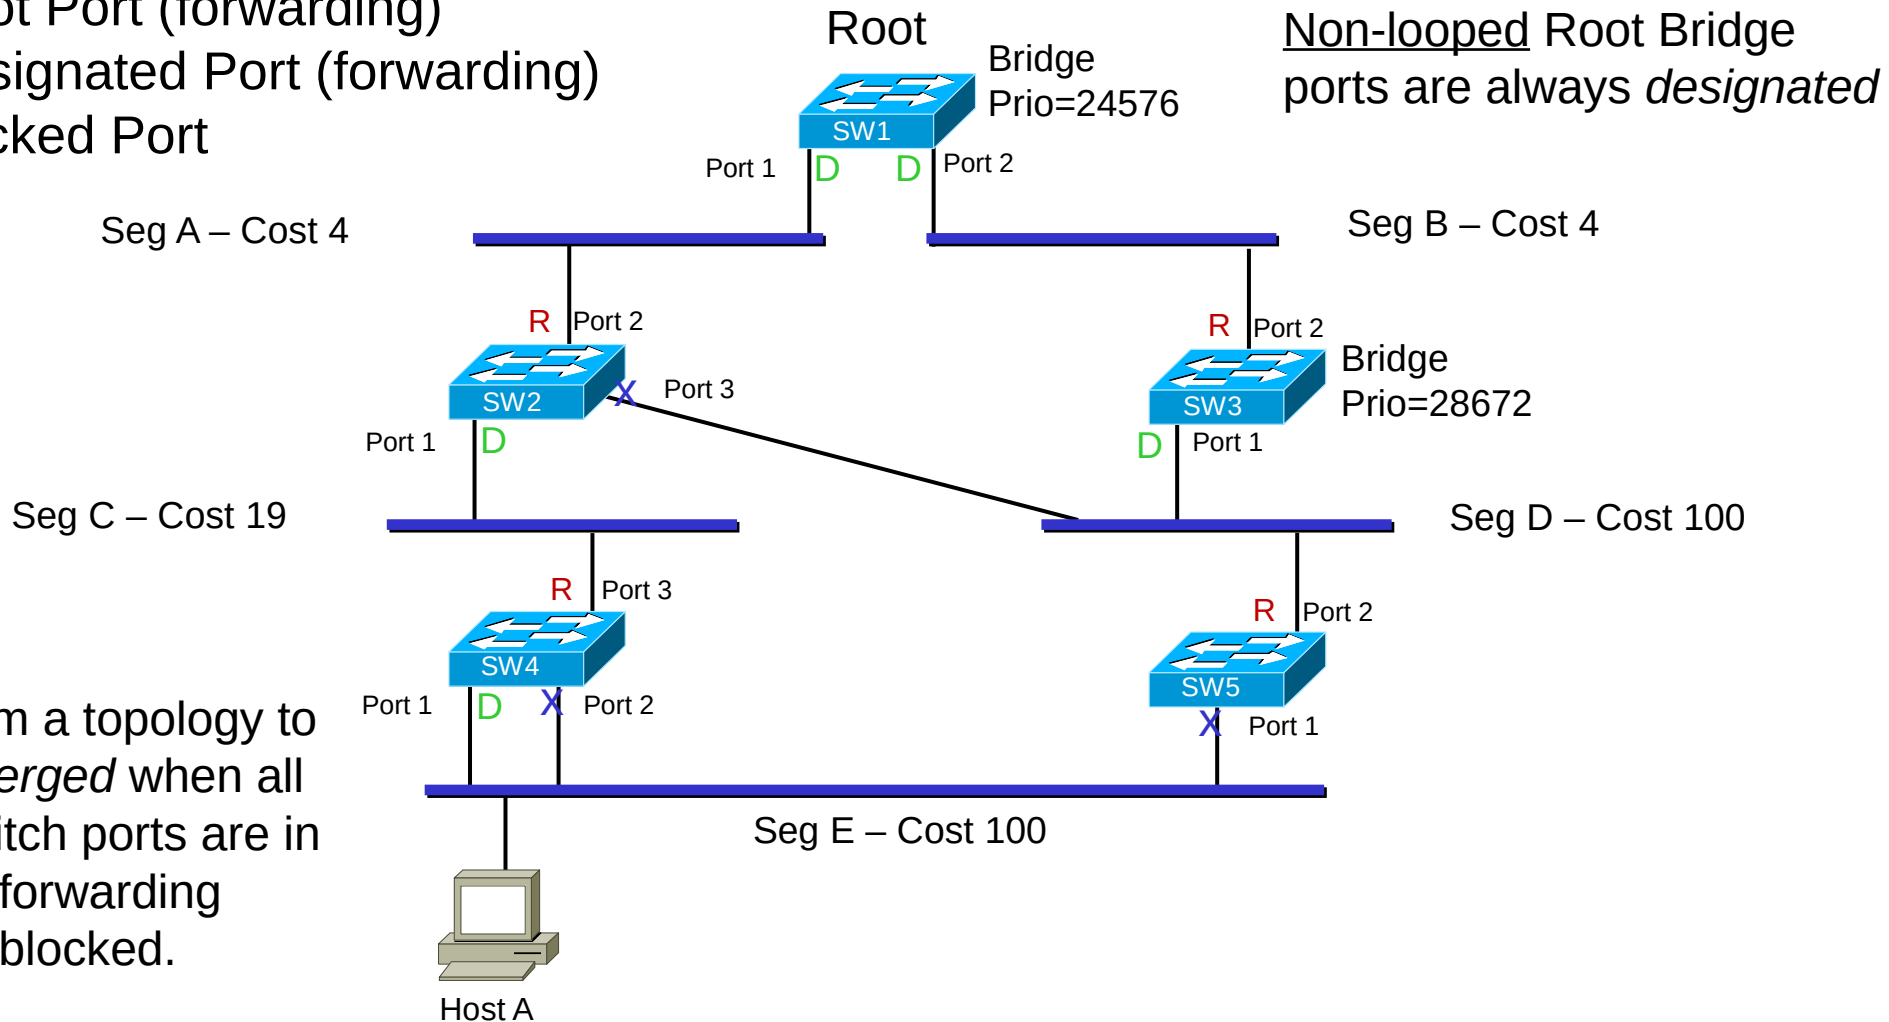 ot Port (forwarding)
signated Port (forwarding)
cked Port
Root
Bridge
Prio=24576
Non-looped Root Bridge
ports are always designated
SW1
Port 1
D
D
Port 2
Seg A – Cost 4
Seg B – Cost 4
R
Port 2
R
Port 2
SW2
X
Port 3
SW3
Bridge
Prio=28672
Port 1
D
D
Port 1
Seg C – Cost 19
Seg D – Cost 100
R
Port 3
R
Port 2
SW4
SW5
Port 1
D
X
Port 2
X
Port 1
m a topology to
erged when all
itch ports are in
forwarding
blocked.
Seg E – Cost 100
Host A